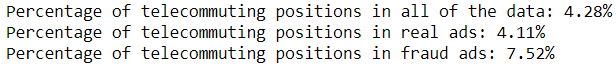 Percentage of telecommuting positions in all of the data: 4.28%
Percentage of telecommuting positions in real ads: 4.11%
Percentage of telecommuting positions in fraud ads: 7.52%